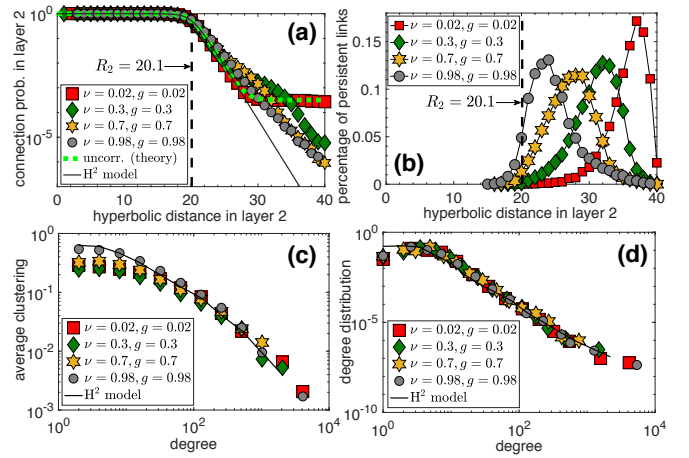 connection prob. in layer 2
10^0
10^-5
(a)
R_2 = 20.1
ν = 0.02, g = 0.02
ν = 0.3, g = 0.3
ν = 0.7, g = 0.7
ν = 0.98, g = 0.98
uncorr. (theory)
H^2 model
0 10 20 30 40
hyperbolic distance in layer 2
percentage of persistent links
0.15
0.1
0.05
0
ν = 0.02, g = 0.02
ν = 0.3, g = 0.3
ν = 0.7, g = 0.7
ν = 0.98, g = 0.98
R_2 = 20.1
(b)
0 10 20 30 40
hyperbolic distance in layer 2
average clustering
10^0
10^-1
10^-2
10^-3
(c)
ν = 0.02, g = 0.02
ν = 0.3, g = 0.3
ν = 0.7, g = 0.7
ν = 0.98, g = 0.98
H^2 model
10^0 10^2 10^4
degree
degree distribution
10^0
10^-5
10^-10
(d)
ν = 0.02, g = 0.02
ν = 0.3, g = 0.3
ν = 0.7, g = 0.7
ν = 0.98, g = 0.98
H^2 model
10^0 10^2 10^4
degree